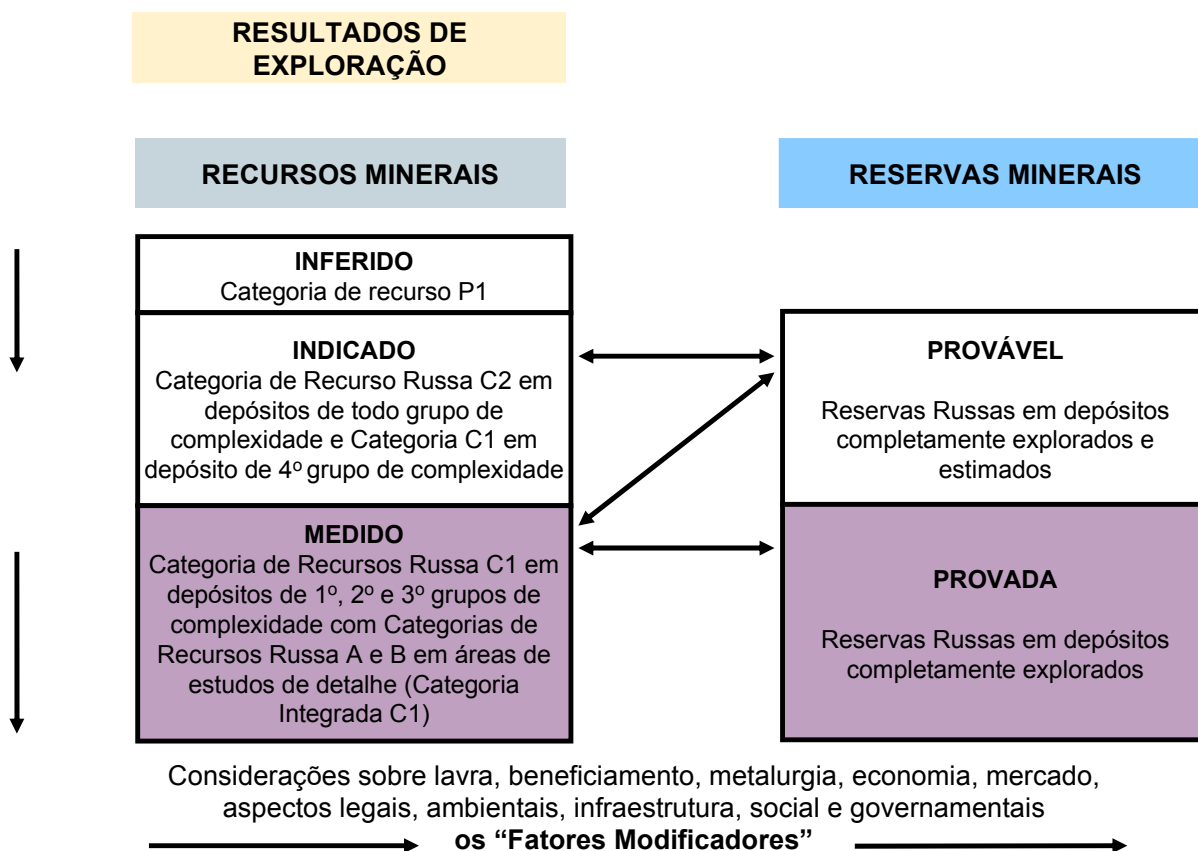 RESULTADOS DE
EXPLORAÇÃO
RECURSOS MINERAIS
RESERVAS MINERAIS
INFERIDO
Categoria de recurso P1
INDICADO
Categoria de Recurso Russa C2 em
depósitos de todo grupo de
complexidade e Categoria C1 em
depósito de 4º grupo de complexidade
PROVÁVEL
Reservas Russas em depósitos
completamente explorados e
estimados
MEDIDO
Categoria de Recursos Russa C1 em
depósitos de 1º, 2º e 3º grupos de
complexidade com Categorias de
Recursos Russa A e B em áreas de
estudos de detalhe (Categoria
Integrada C1)
PROVADA
Reservas Russas em depósitos
completamente explorados
Considerações sobre lavra, beneficiamento, metalurgia, economia, mercado,
aspectos legais, ambientais, infraestrutura, social e governamentais
os “Fatores Modificadores”